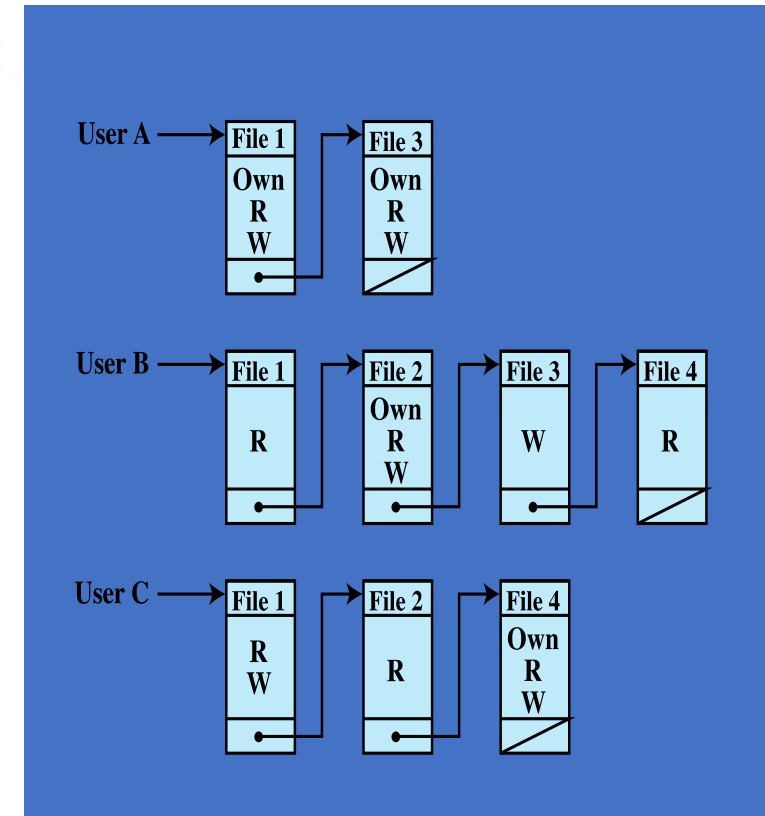 User A
File 1
Own
R
W
File 3
Own
R
W
User B
File 1
R
File 2
Own
R
W
File 3
W
File 4
R
User C
File 1
R
W
File 2
R
File 4
Own
R
W